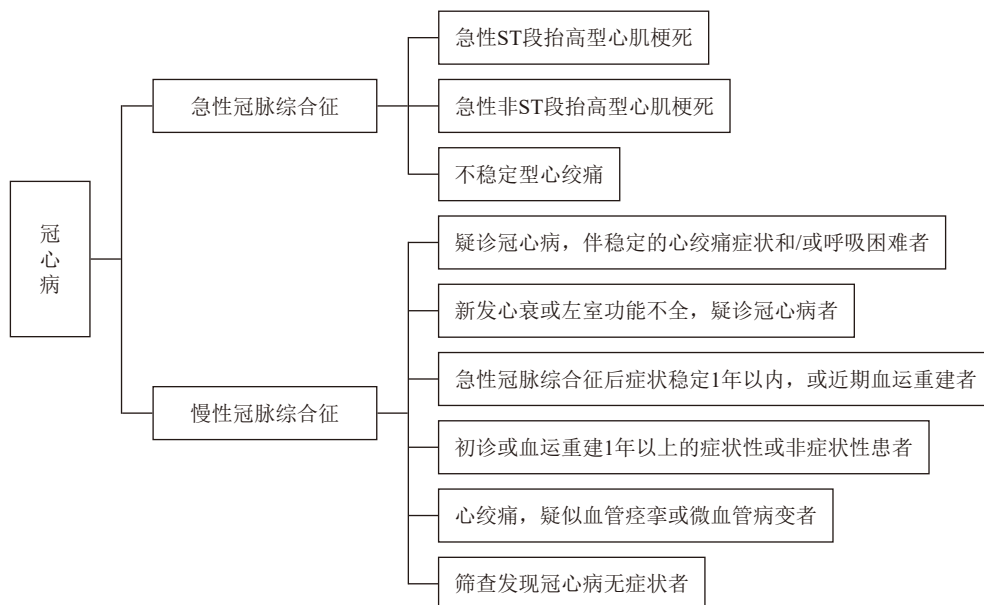 冠心病
急性冠脉综合征
急性ST段抬高型心肌梗死
急性非ST段抬高型心肌梗死
不稳定型心绞痛
慢性冠脉综合征
疑诊冠心病，伴稳定的心绞痛症状和/或呼吸困难者
新发心衰或左室功能不全，疑诊冠心病者
急性冠脉综合征后症状稳定1年以内，或近期血运重建者
初诊或血运重建1年以上的症状性或非症状性患者
心绞痛，疑似血管痉挛或微血管病变者
筛查发现冠心病无症状者